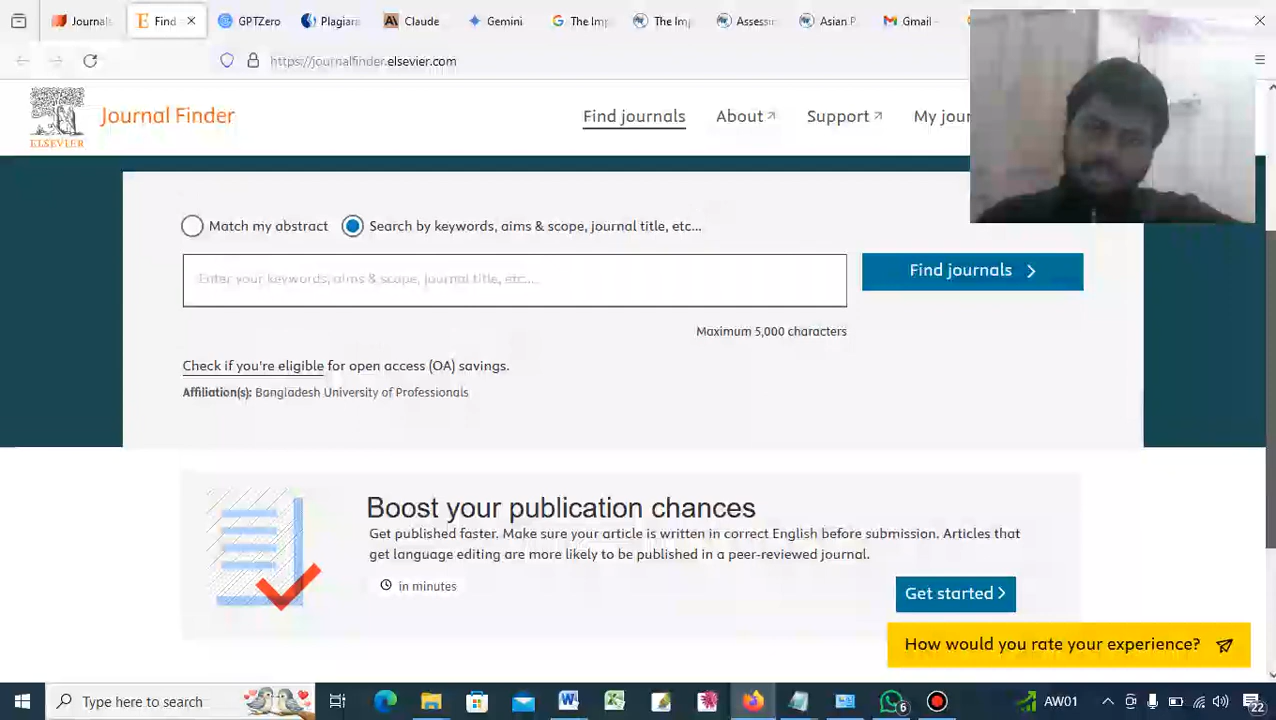 Journals
Find
GPTZero
Plagiar
Claude
Gemini
The Imp
The Imp
Assessm
Asian P
Gmail -
https://journalfinder.elsevier.com
ELSEVIER
Journal Finder
Find journals
About
Support
My jour
Match my abstract
Search by keywords, aims & scope, journal title, etc...
Enter your keywords, aims & scope, journal title, etc...
Find journals
Maximum 5,000 characters
Check if you're eligible for open access (OA) savings.
Affiliation(s): Bangladesh University of Professionals
Boost your publication chances
Get published faster. Make sure your article is written in correct English before submission. Articles that
get language editing are more likely to be published in a peer-reviewed journal.
in minutes
Get started
How would you rate your experience?
Type here to search
6
AW01
22